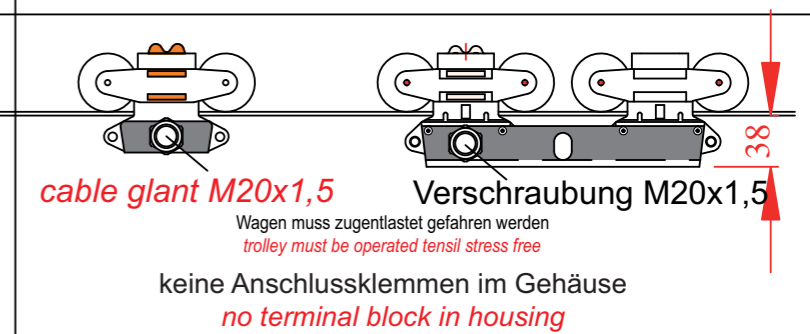 38
cable glant M20x1,5
Verschraubung M20x1,5
Wagen muss zugentlastet gefahren werden
trolley must be operated tensil stress free
keine Anschlussklemmen im Gehäuse
no terminal block in housing